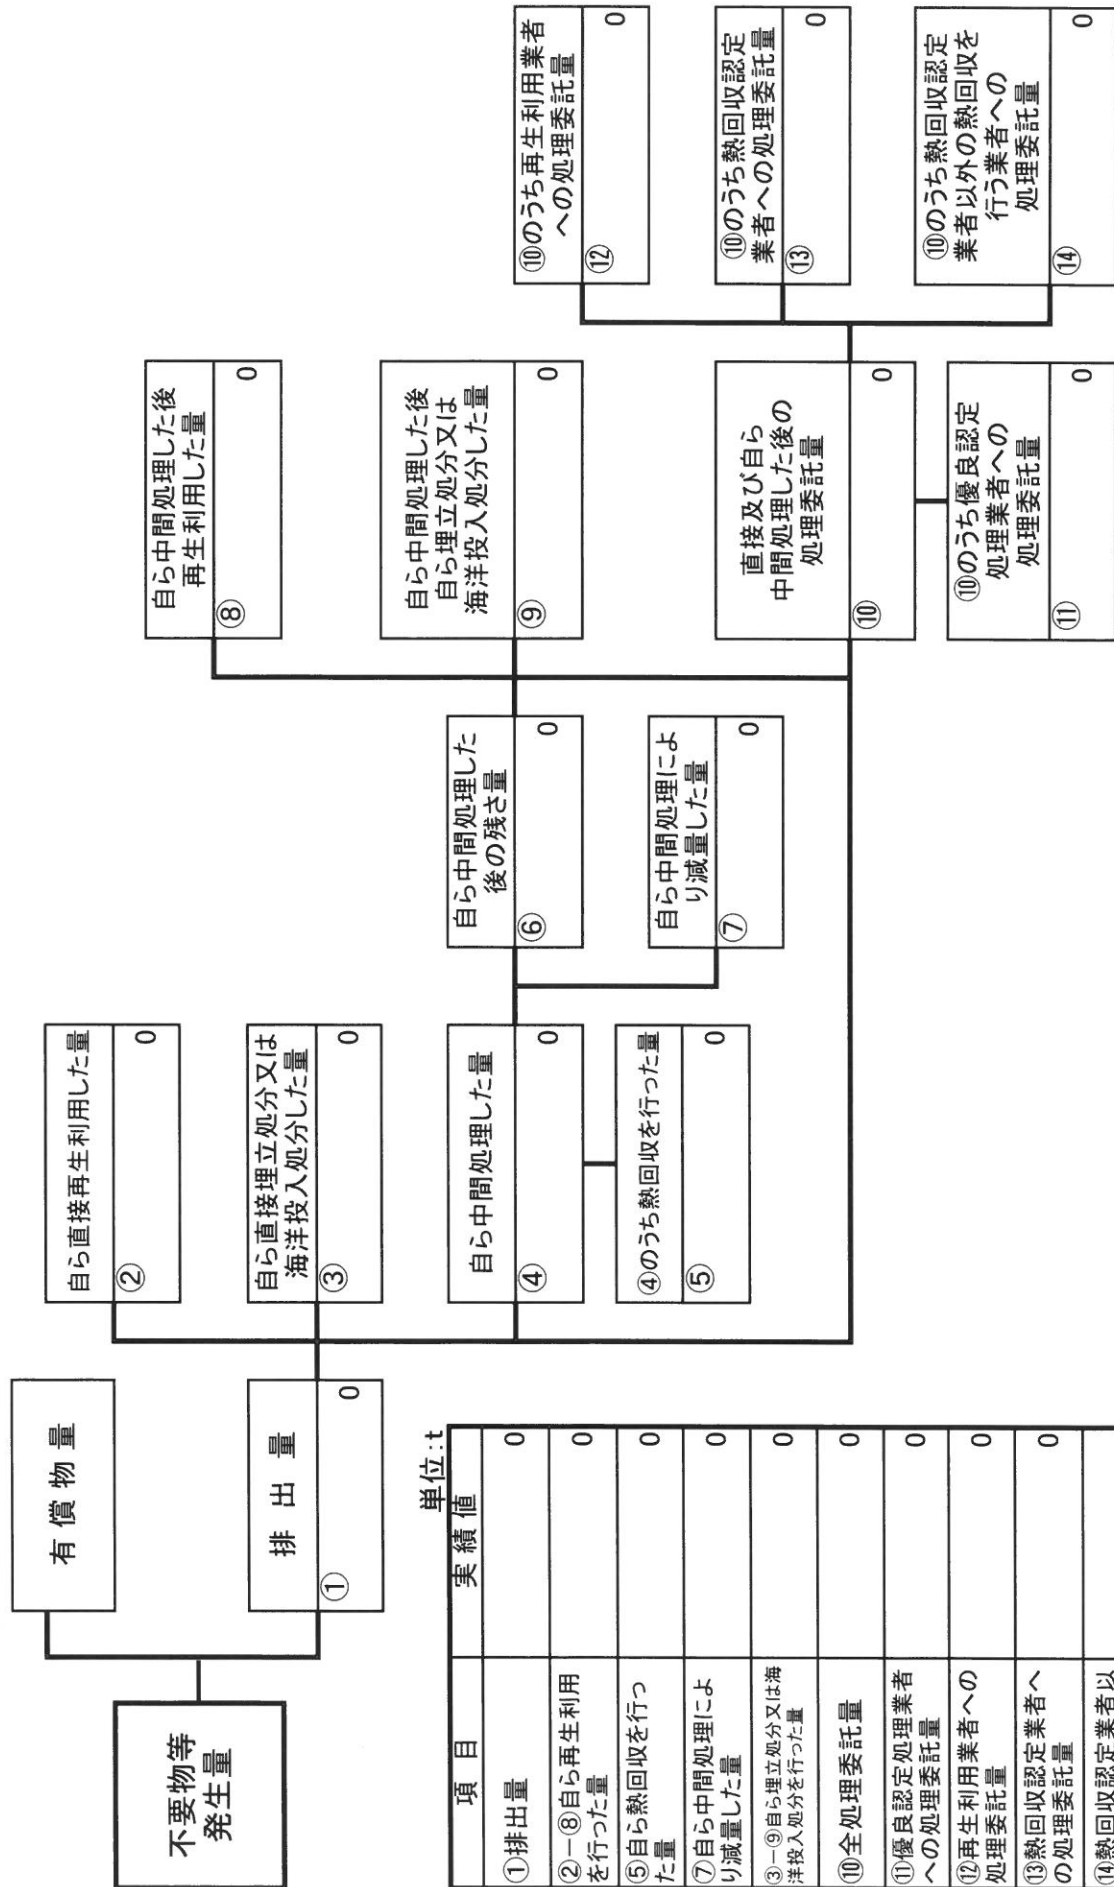 不要物等
発生量
有償物量
排出量
①
0
自ら直接再生利用した量
②
0
自ら直接埋立処分又は
海洋投入処分した量
③
0
自ら中間処理した量
④
0
④のうち熱回収を行った量
⑤
0
自ら中間処理した
後の残さ量
⑥
0
自ら中間処理によ
り減量した量
⑦
0
自ら中間処理した後
再生利用した量
⑧
0
自ら中間処理した後
自ら埋立処分又は
海洋投入処分した量
⑨
0
直接及び自ら
中間処理した後の
処理委託量
⑩
0
⑩のうち優良認定
処理業者への
処理委託量
⑪
0
⑩のうち再生利用業者
への処理委託量
⑫
0
⑩のうち熱回収認定
業者への処理委託量
⑬
0
⑩のうち熱回収認定
業者以外の熱回収を
行う業者への
処理委託量
⑭
0
単位:t
項目 実績値
①排出量 0
②ー⑧自ら再生利用
を行った量 0
⑤自ら熱回収を行っ
た量 0
⑦自ら中間処理によ
り減量した量 0
③ー⑨自ら埋立処分又は海
洋投入処分を行った量 0
⑩全処理委託量 0
⑪優良認定処理業者
への処理委託量 0
⑫再生利用業者への
処理委託量 0
⑬熱回収認定業者へ
の処理委託量 0
⑭熱回収認定業者以